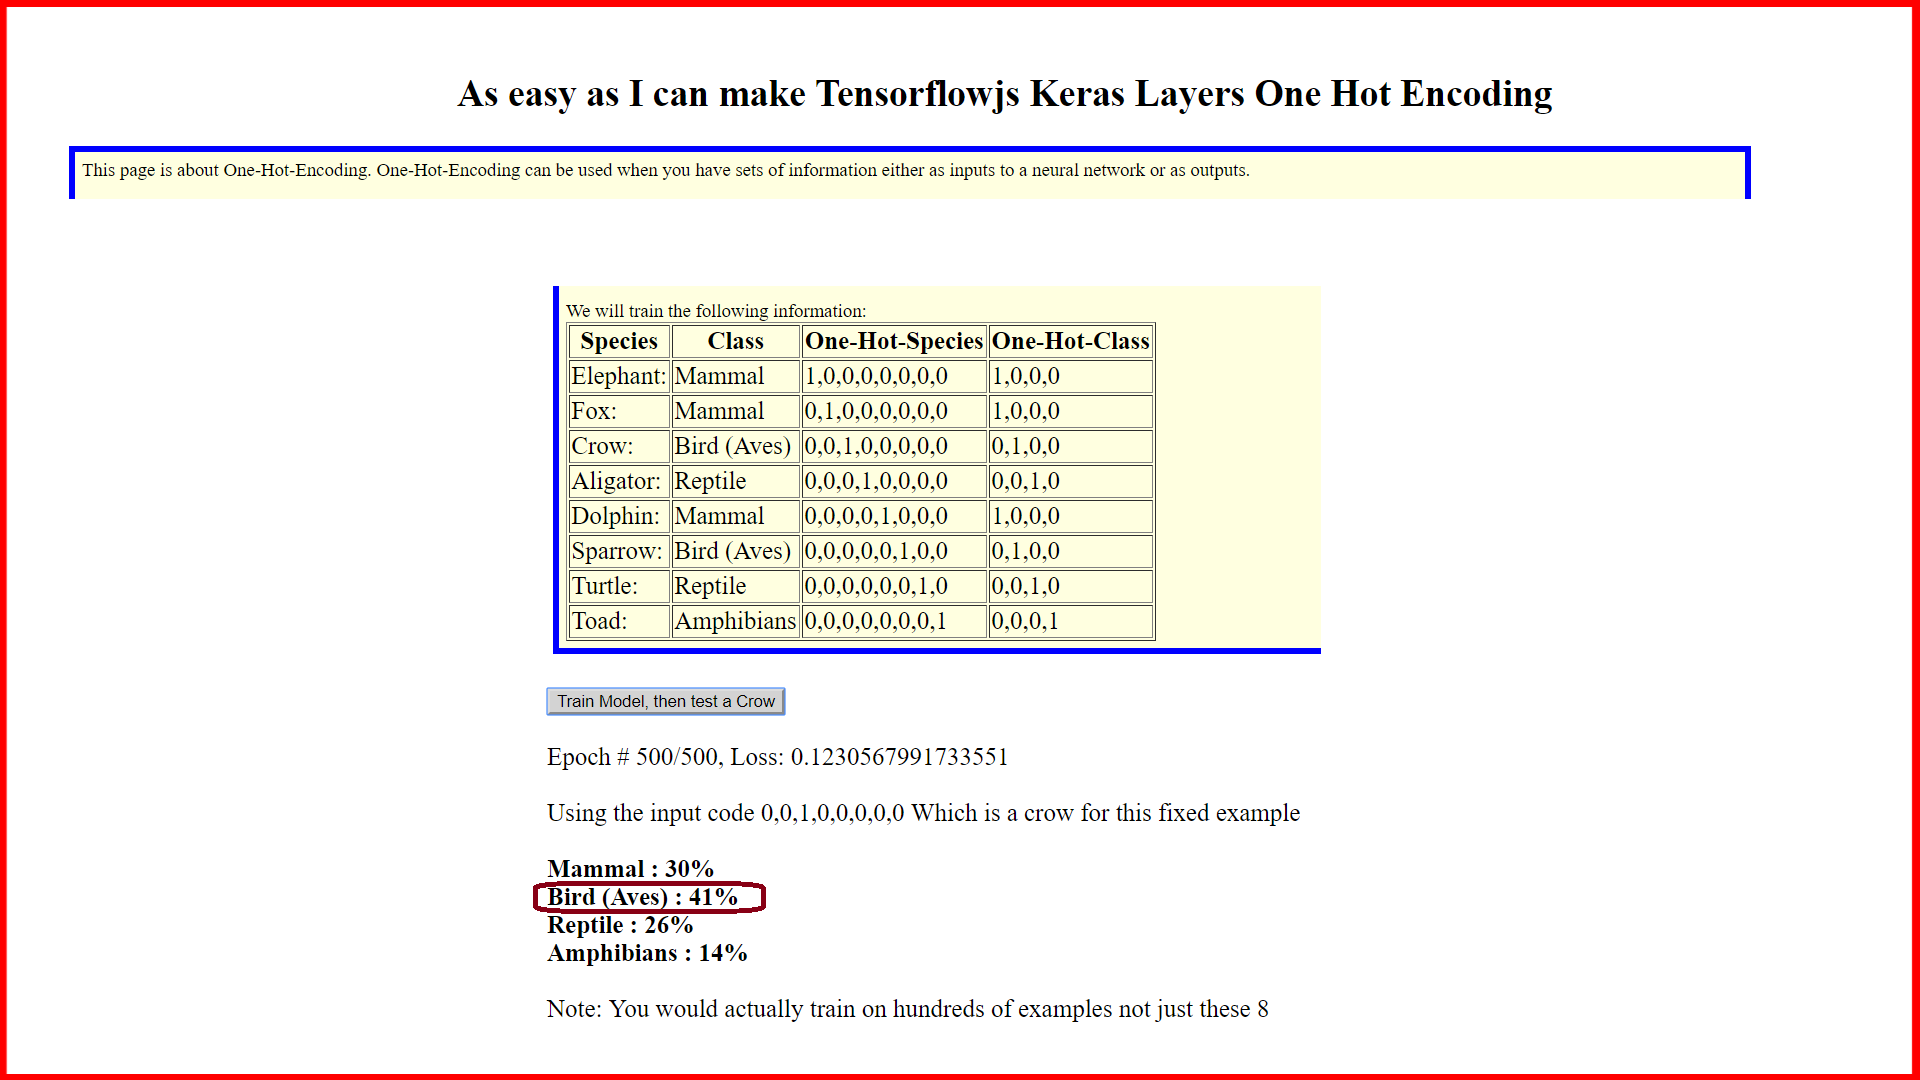 As easy as I can make Tensorflowjs Keras Layers One Hot Encoding
This page is about One-Hot-Encoding. One-Hot-Encoding can be used when you have sets of information either as inputs to a neural network or as outputs.
We will train the following information:
Species Class One-Hot-Species One-Hot-Class
Elephant: Mammal 1,0,0,0,0,0,0,0 1,0,0,0
Fox: Mammal 0,1,0,0,0,0,0,0 1,0,0,0
Crow: Bird (Aves) 0,0,1,0,0,0,0,0 0,1,0,0
Aligator: Reptile 0,0,0,1,0,0,0,0 0,0,1,0
Dolphin: Mammal 0,0,0,0,1,0,0,0 1,0,0,0
Sparrow: Bird (Aves) 0,0,0,0,0,1,0,0 0,1,0,0
Turtle: Reptile 0,0,0,0,0,0,1,0 0,0,1,0
Toad: Amphibians 0,0,0,0,0,0,0,1 0,0,0,1
Train Model, then test a Crow
Epoch # 500/500, Loss: 0.1230567991733551
Using the input code 0,0,1,0,0,0,0,0 Which is a crow for this fixed example
Mammal : 30%
Bird (Aves) : 41%
Reptile : 26%
Amphibians : 14%
Note: You would actually train on hundreds of examples not just these 8